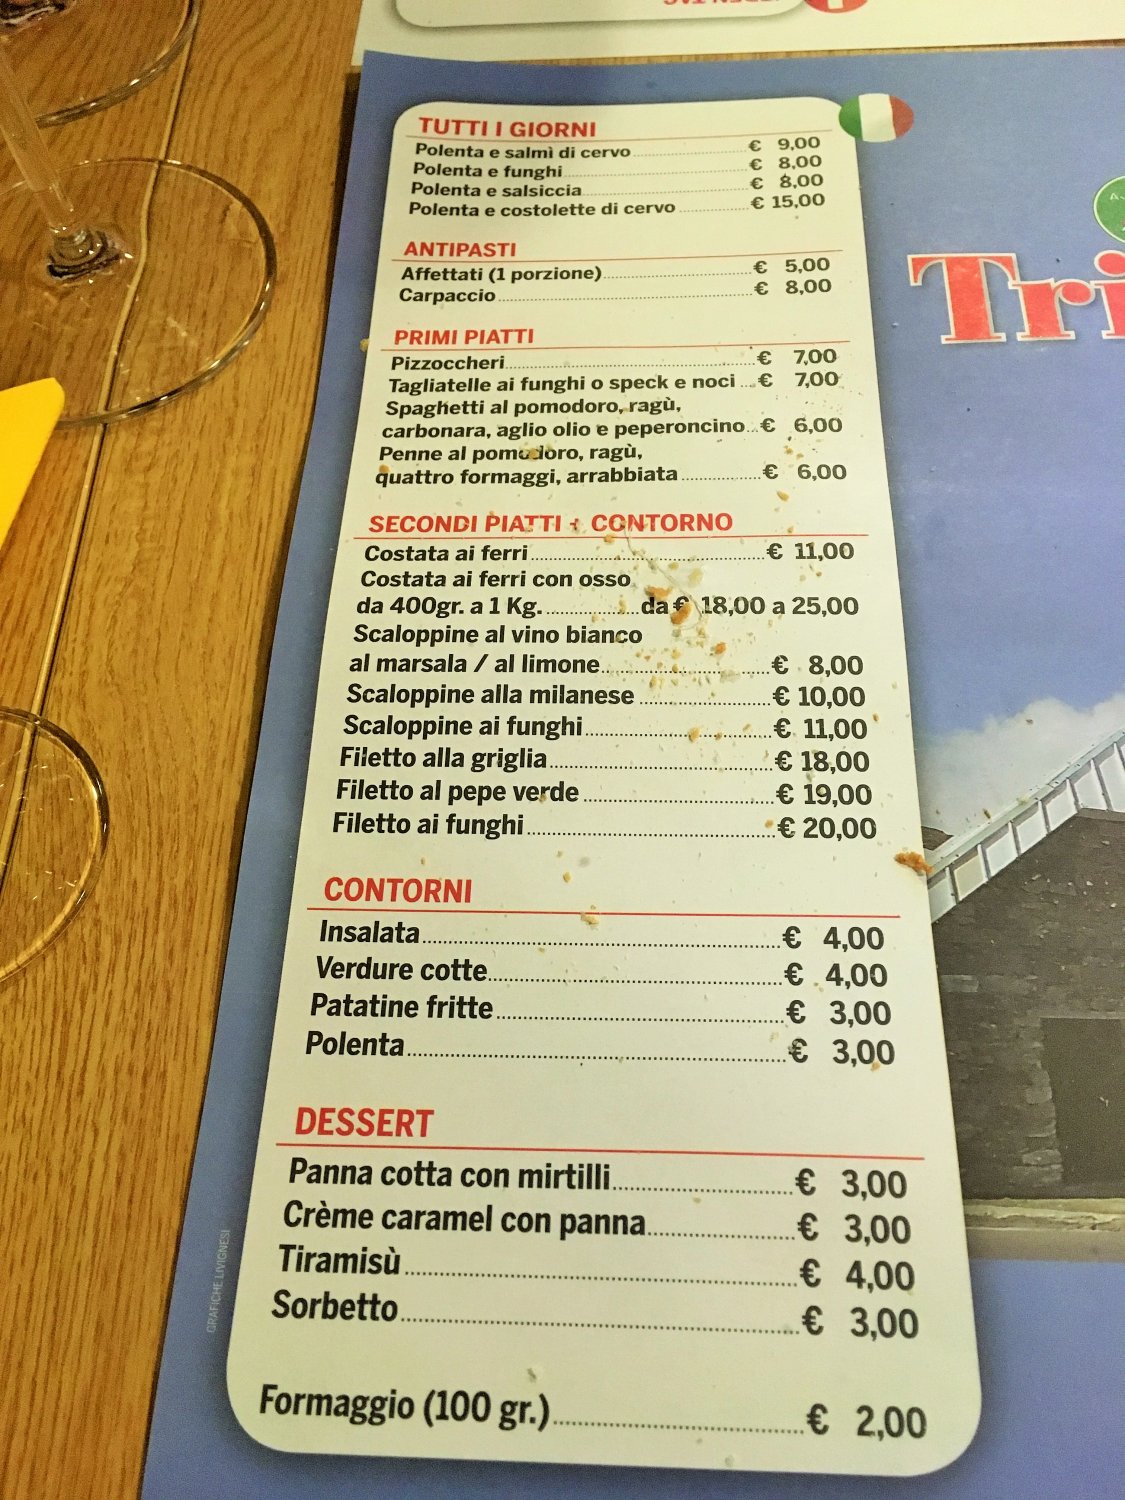 TUTTI I GIORNI
Polenta e salmì di cervo € 9,00
Polenta e funghi € 8,00
Polenta e salsiccia € 8,00
Polenta e costolette di cervo € 15,00
ANTIPASTI
Affettati (1 porzione) € 5,00
Carpaccio € 8,00
PRIMI PIATTI
Pizzoccheri € 7,00
Tagliatelle ai funghi o speck e noci € 7,00
Spaghetti al pomodoro, ragù,
carbonara, aglio olio e peperoncino € 6,00
Penne al pomodoro, ragù,
quattro formaggi, arrabbiata € 6,00
SECONDI PIATTI + CONTORNO
Costata ai ferri € 11,00
Costata ai ferri con osso
da 400gr. a 1 Kg. da € 18,00 a 25,00
Scaloppine al vino bianco
al marsala / al limone € 8,00
Scaloppine alla milanese € 10,00
Scaloppine ai funghi € 11,00
Filetto alla griglia € 18,00
Filetto al pepe verde € 19,00
Filetto ai funghi € 20,00
CONTORNI
Insalata € 4,00
Verdure cotte € 4,00
Patatine fritte € 3,00
Polenta € 3,00
DESSERT
Panna cotta con mirtilli € 3,00
Crème caramel con panna € 3,00
Tiramisù € 4,00
Sorbetto € 3,00
Formaggio (100 gr.) € 2,00
GRAFICHE LIVIGNESI
Tri